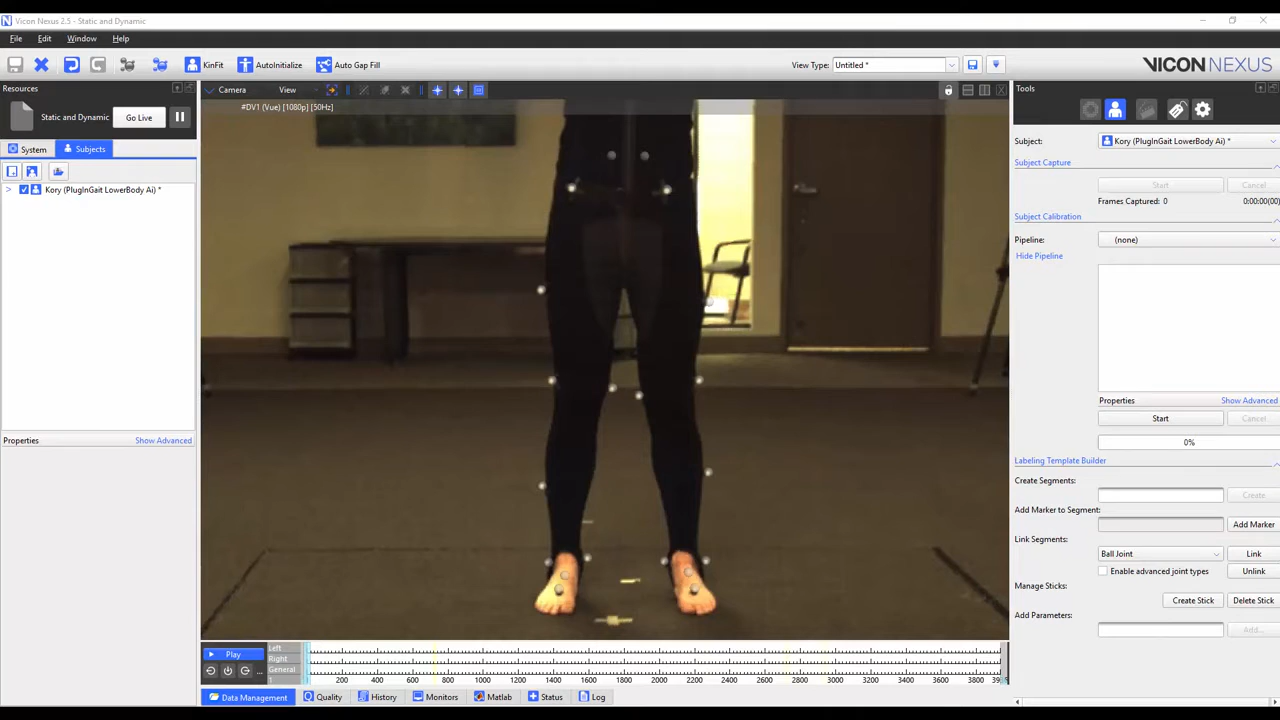 Vicon Nexus 2.5 - Static and Dynamic
File Edit Window Help
KinFit AutoInitialize Auto Gap Fill View Type: Untitled * VICON NEXUS
Resources
Static and Dynamic Go Live
System Subjects
> Kory (PlugInGait LowerBody Ai) *
Properties Show Advanced
Camera View
#DV1 (Vue) [1080p] [50Hz]
Play
Left
Right
General
1
...
200 400 600 800 1000 1200 1400 1600 1800 2000 2200 2400 2600 2800 3000 3200 3400 3600 3800
Data Management Quality History Monitors Matlab Status Log
Tools
Subject: Kory (PlugInGait LowerBody Ai) *
Subject Capture
Start Cancel
Frames Captured: 0 0:00:00(00)
Subject Calibration
Pipeline: (none)
Hide Pipeline
Properties Show Advanced
Start Cancel
0%
Labeling Template Builder
Create Segments:
Create
Add Marker to Segment:
Add Marker
Link Segments:
Ball Joint Link
Enable advanced joint types Unlink
Manage Sticks:
Create Stick Delete Stick
Add Parameters:
Add...